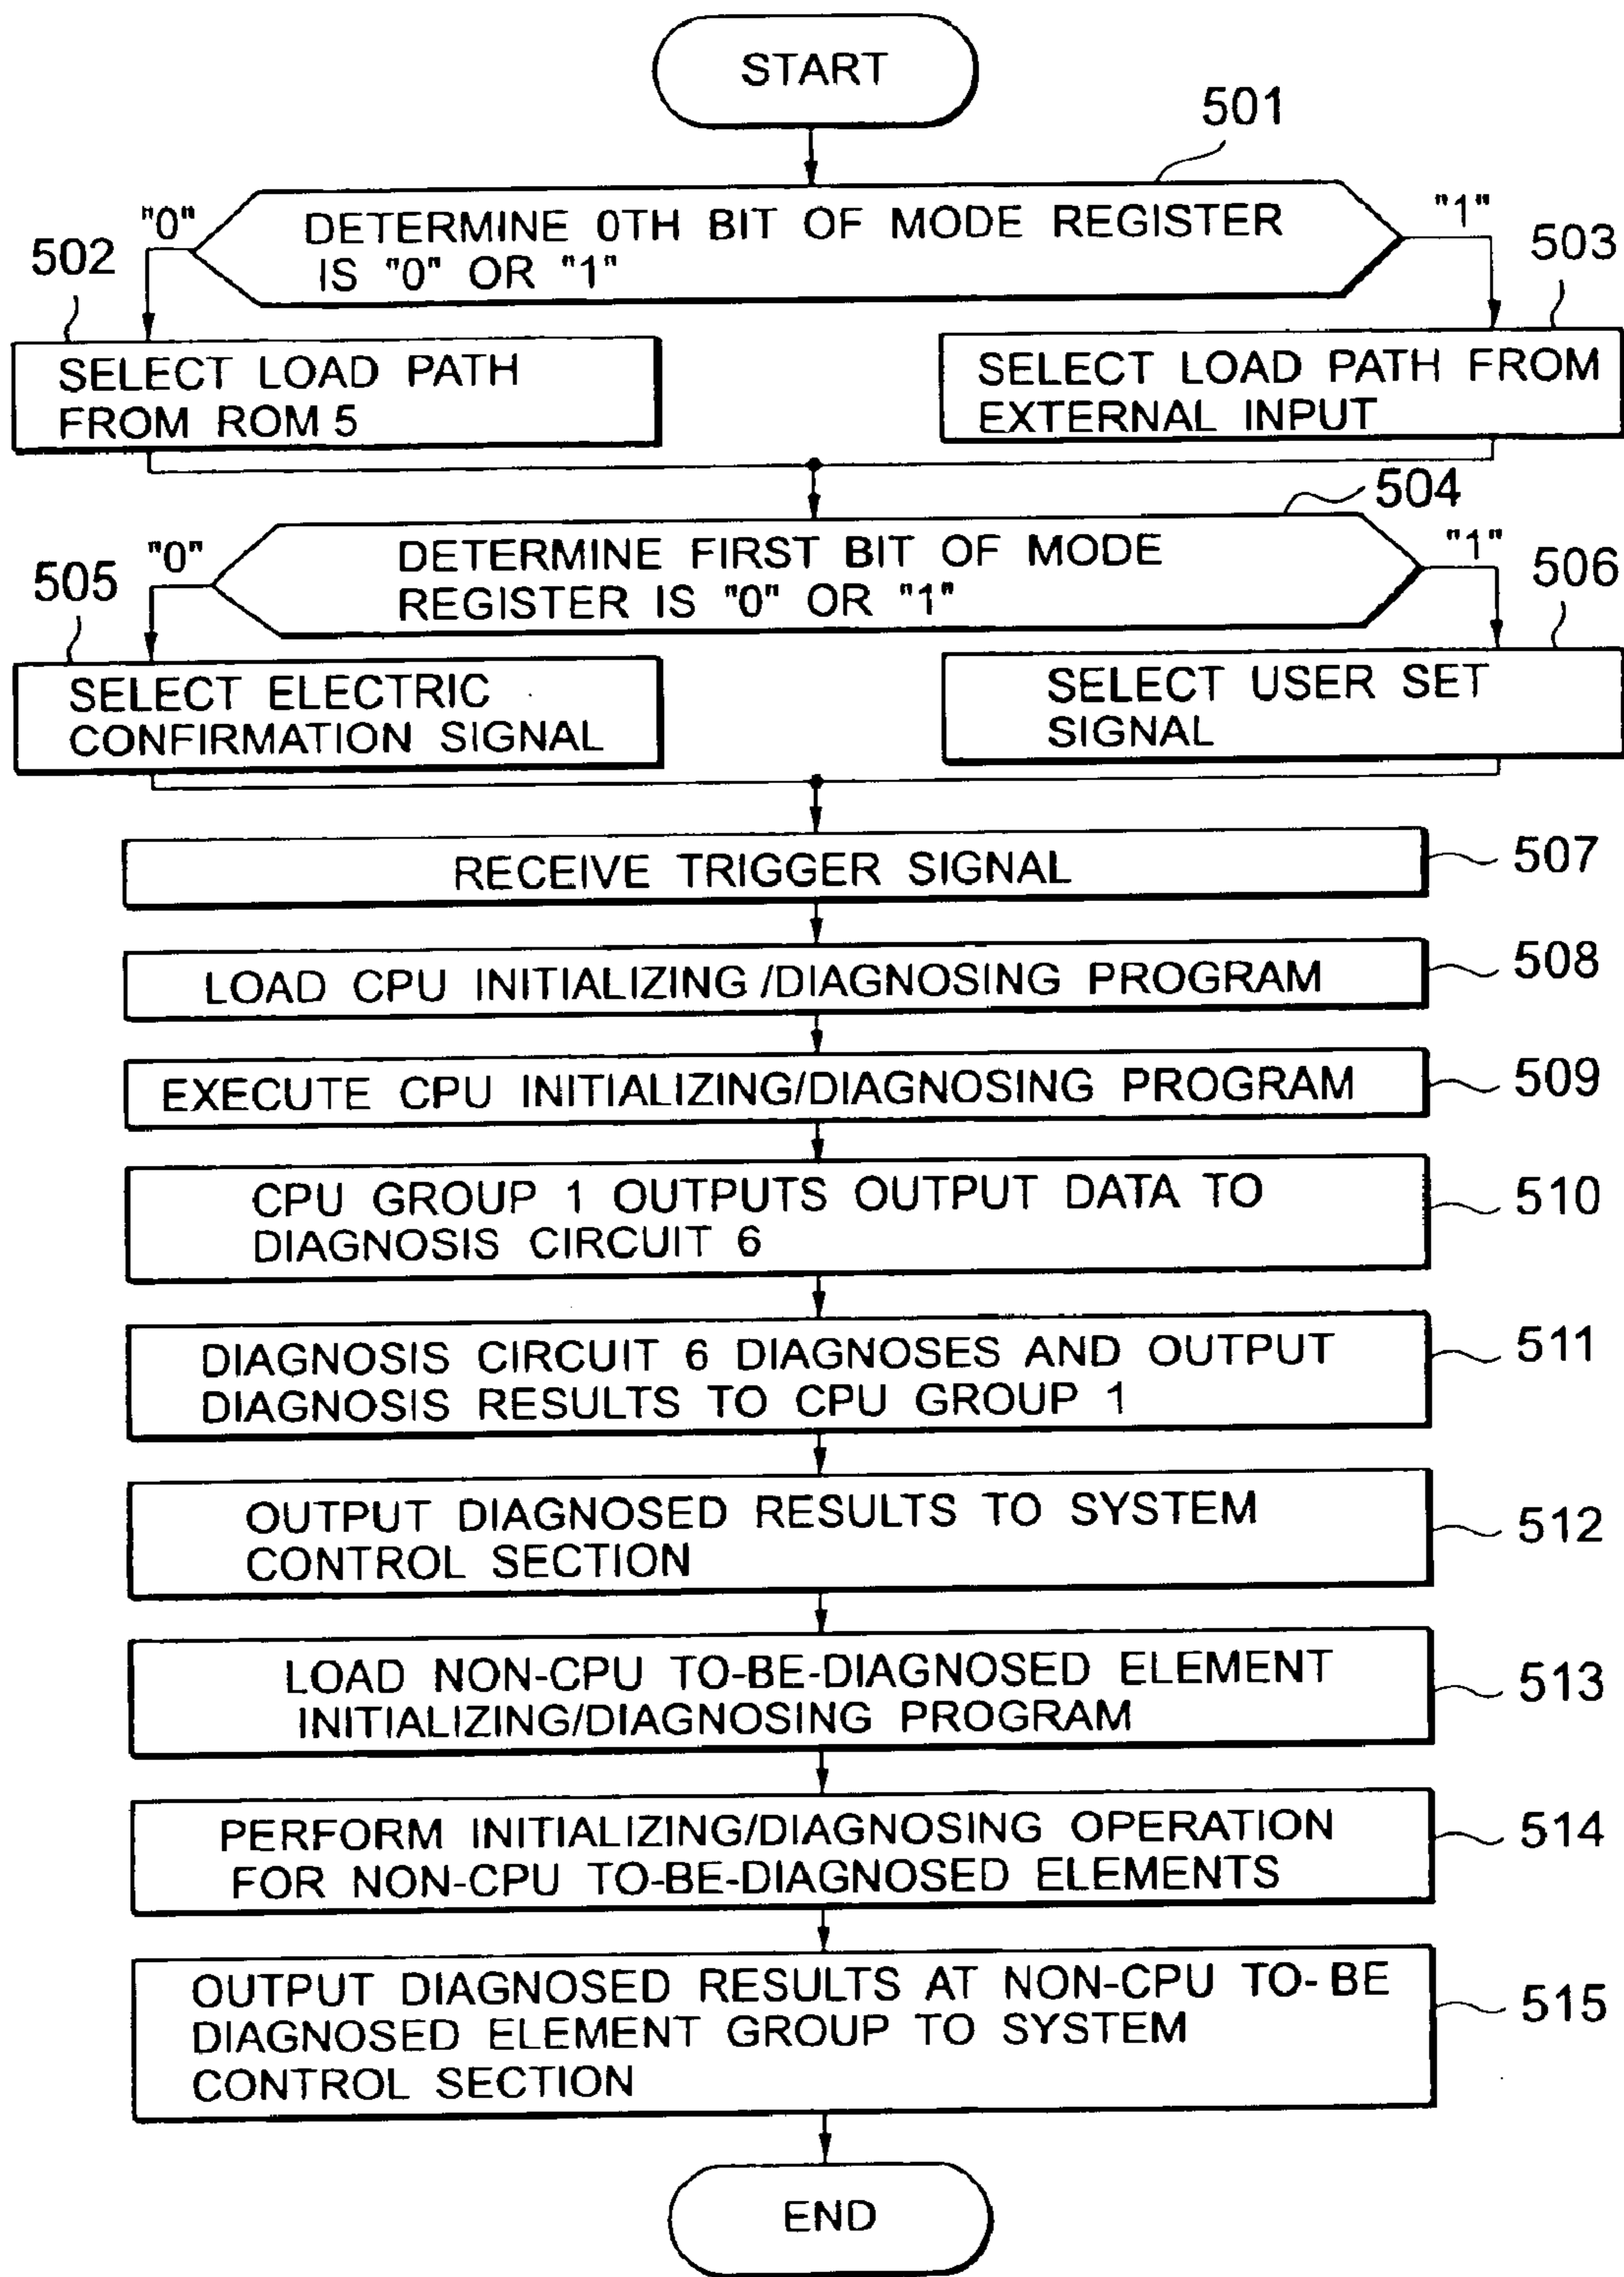 START
501
"0"
DETERMINE 0TH BIT OF MODE REGISTER
IS "0" OR "1"
"1"
502
503
SELECT LOAD PATH
FROM ROM 5
SELECT LOAD PATH FROM
EXTERNAL INPUT
504
"0"
DETERMINE FIRST BIT OF MODE
REGISTER IS "0" OR "1"
"1"
505
506
SELECT ELECTRIC
CONFIRMATION SIGNAL
SELECT USER SET
SIGNAL
RECEIVE TRIGGER SIGNAL
507
LOAD CPU INITIALIZING/DIAGNOSING PROGRAM
508
EXECUTE CPU INITIALIZING/DIAGNOSING PROGRAM
509
CPU GROUP 1 OUTPUTS OUTPUT DATA TO
DIAGNOSIS CIRCUIT 6
510
DIAGNOSIS CIRCUIT 6 DIAGNOSES AND OUTPUT
DIAGNOSIS RESULTS TO CPU GROUP 1
511
OUTPUT DIAGNOSED RESULTS TO SYSTEM
CONTROL SECTION
512
LOAD NON-CPU TO-BE-DIAGNOSED ELEMENT
INITIALIZING/DIAGNOSING PROGRAM
513
PERFORM INITIALIZING/DIAGNOSING OPERATION
FOR NON-CPU TO-BE-DIAGNOSED ELEMENTS
514
OUTPUT DIAGNOSED RESULTS AT NON-CPU TO-BE
DIAGNOSED ELEMENT GROUP TO SYSTEM
CONTROL SECTION
515
END